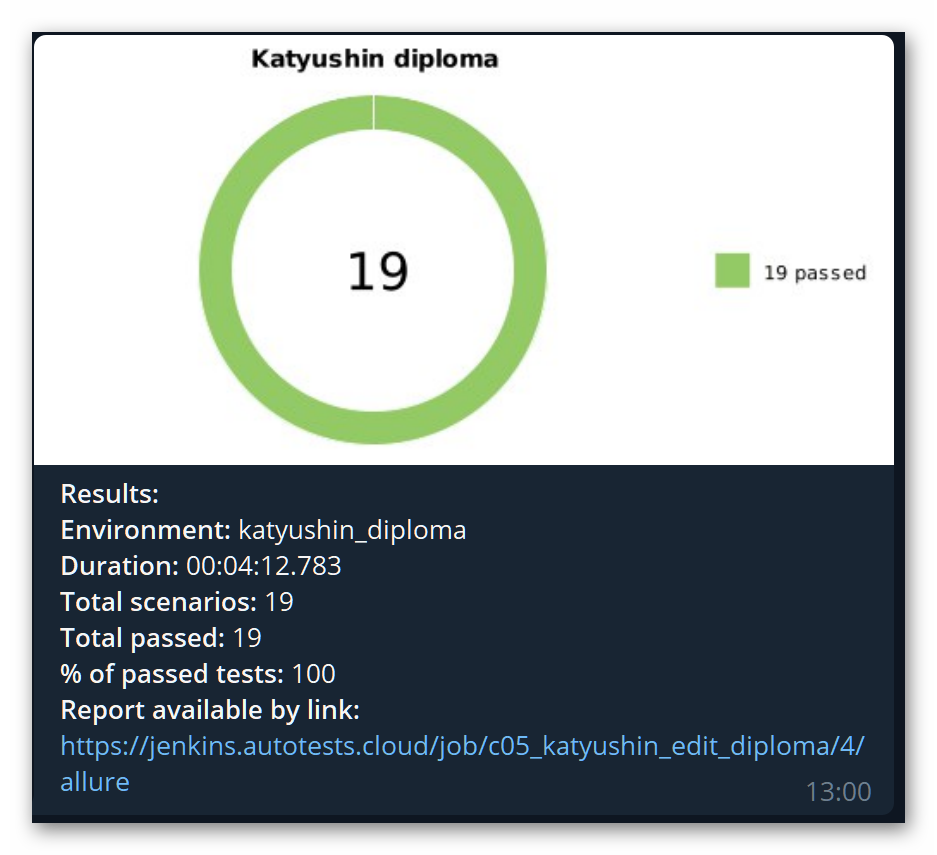 Katyushin diploma
19
19 passed
Results:
Environment: katyushin_diploma
Duration: 00:04:12.783
Total scenarios: 19
Total passed: 19
% of passed tests: 100
Report available by link:
https://jenkins.autotests.cloud/job/c05_katyushin_edit_diploma/4/
allure
13:00